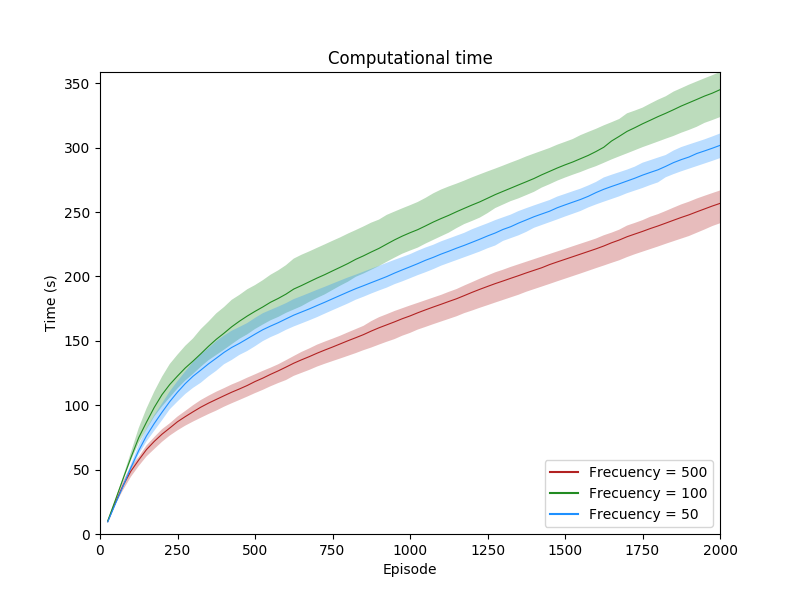 Computational time
Time (s)
350
300
250
200
150
100
50
0
0 250 500 750 1000 1250 1500 1750 2000
Episode
Frecuency = 500
Frecuency = 100
Frecuency = 50